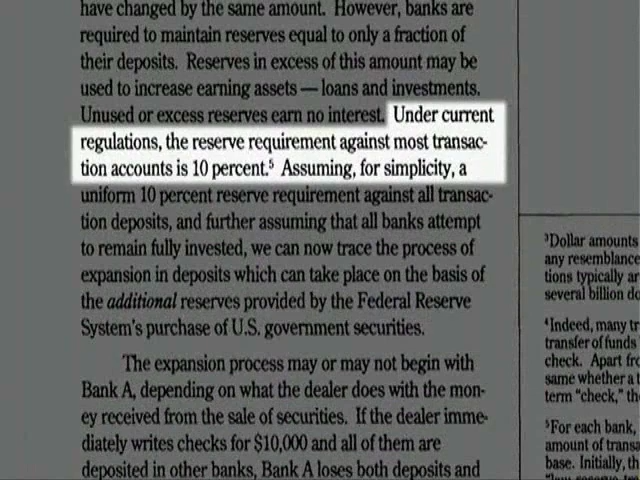 have changed by the same amount. However, banks are
required to maintain reserves equal to only a fraction of
their deposits. Reserves in excess of this amount may be
used to increase earning assets — loans and investments.
Unused or excess reserves earn no interest. Under current
regulations, the reserve requirement against most transac-
tion accounts is 10 percent.⁵ Assuming, for simplicity, a
uniform 10 percent reserve requirement against all transac-
tion deposits, and further assuming that all banks attempt
to remain fully invested, we can now trace the process of
expansion in deposits which can take place on the basis of
the additional reserves provided by the Federal Reserve
System's purchase of U.S. government securities.
The expansion process may or may not begin with
Bank A, depending on what the dealer does with the mon-
ey received from the sale of securities. If the dealer imme-
diately writes checks for $10,000 and all of them are
deposited in other banks, Bank A loses both deposits and
³Dollar amounts
any resemblance
tions typically ar
several billion do
⁴Indeed, many tr
transfer of funds
check. Apart fro
same whether a t
term “check,” th
⁵For each bank,
amount of transa
base. Initially, th